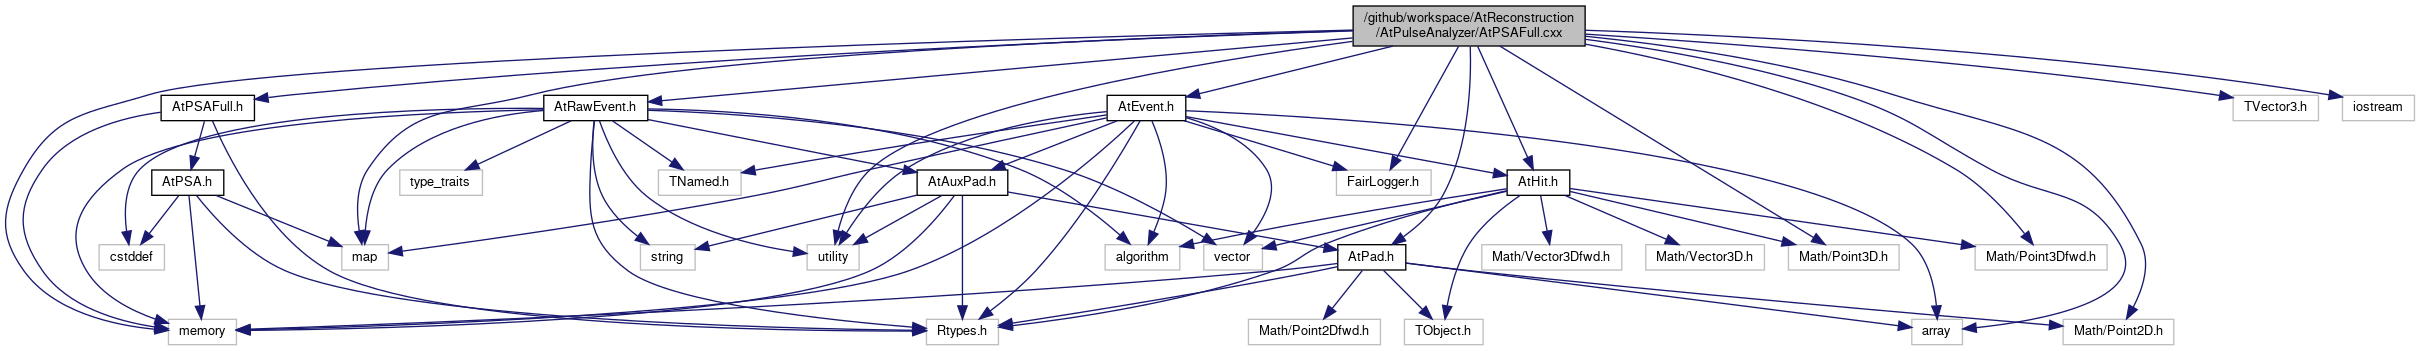 /github/workspace/AtReconstruction
/AtPulseAnalyzer/AtPSAFull.cxx
AtPSAFull.h
AtRawEvent.h
AtEvent.h
TVector3.h
iostream
AtPSA.h
type_traits
TNamed.h
AtAuxPad.h
FairLogger.h
AtHit.h
cstddef
map
string
utility
algorithm
vector
AtPad.h
Math/Vector3Dfwd.h
Math/Vector3D.h
Math/Point3D.h
Math/Point3Dfwd.h
memory
Rtypes.h
Math/Point2Dfwd.h
TObject.h
array
Math/Point2D.h